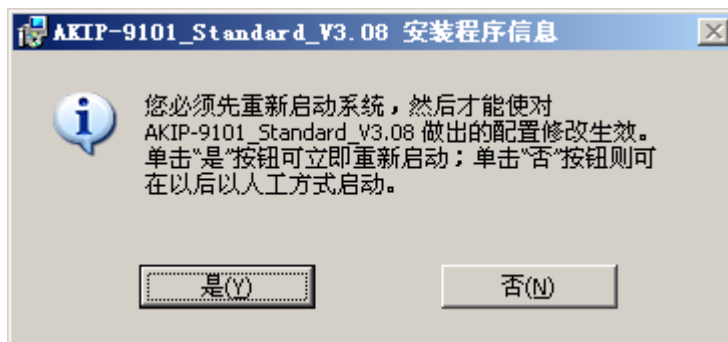 AKIP-9101_Standard_V3.08 安装程序信息
您必须先重新启动系统，然后才能使对
AKIP-9101_Standard_V3.08 做出的配置修改生效。
单击“是”按钮可立即重新启动；单击“否”按钮则可
在以后以人工方式启动。
是(Y)
否(N)